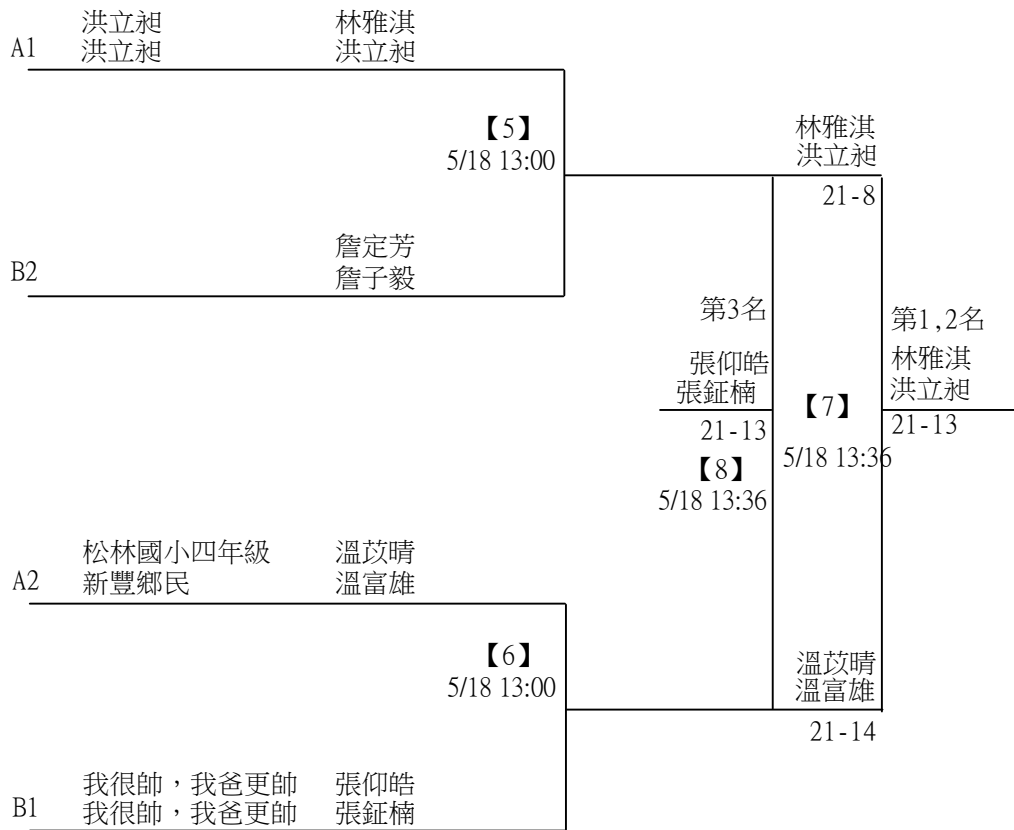 洪立昶 林雅淇
A1 洪立昶 洪立昶
【5】
5/18 13:00
林雅淇
洪立昶
21-8
詹定芳
B2 詹子毅
第3名
第1,2名
張仰皓
張鉦楠
21-13
林雅淇
洪立昶
21-13
【7】
5/18 13:36
【8】
5/18 13:36
松林國小四年級 溫苡晴
A2 新豐鄉民 溫富雄
【6】
5/18 13:00
溫苡晴
溫富雄
21-14
我很帥，我爸更帥 張仰皓
B1 我很帥，我爸更帥 張鉦楠